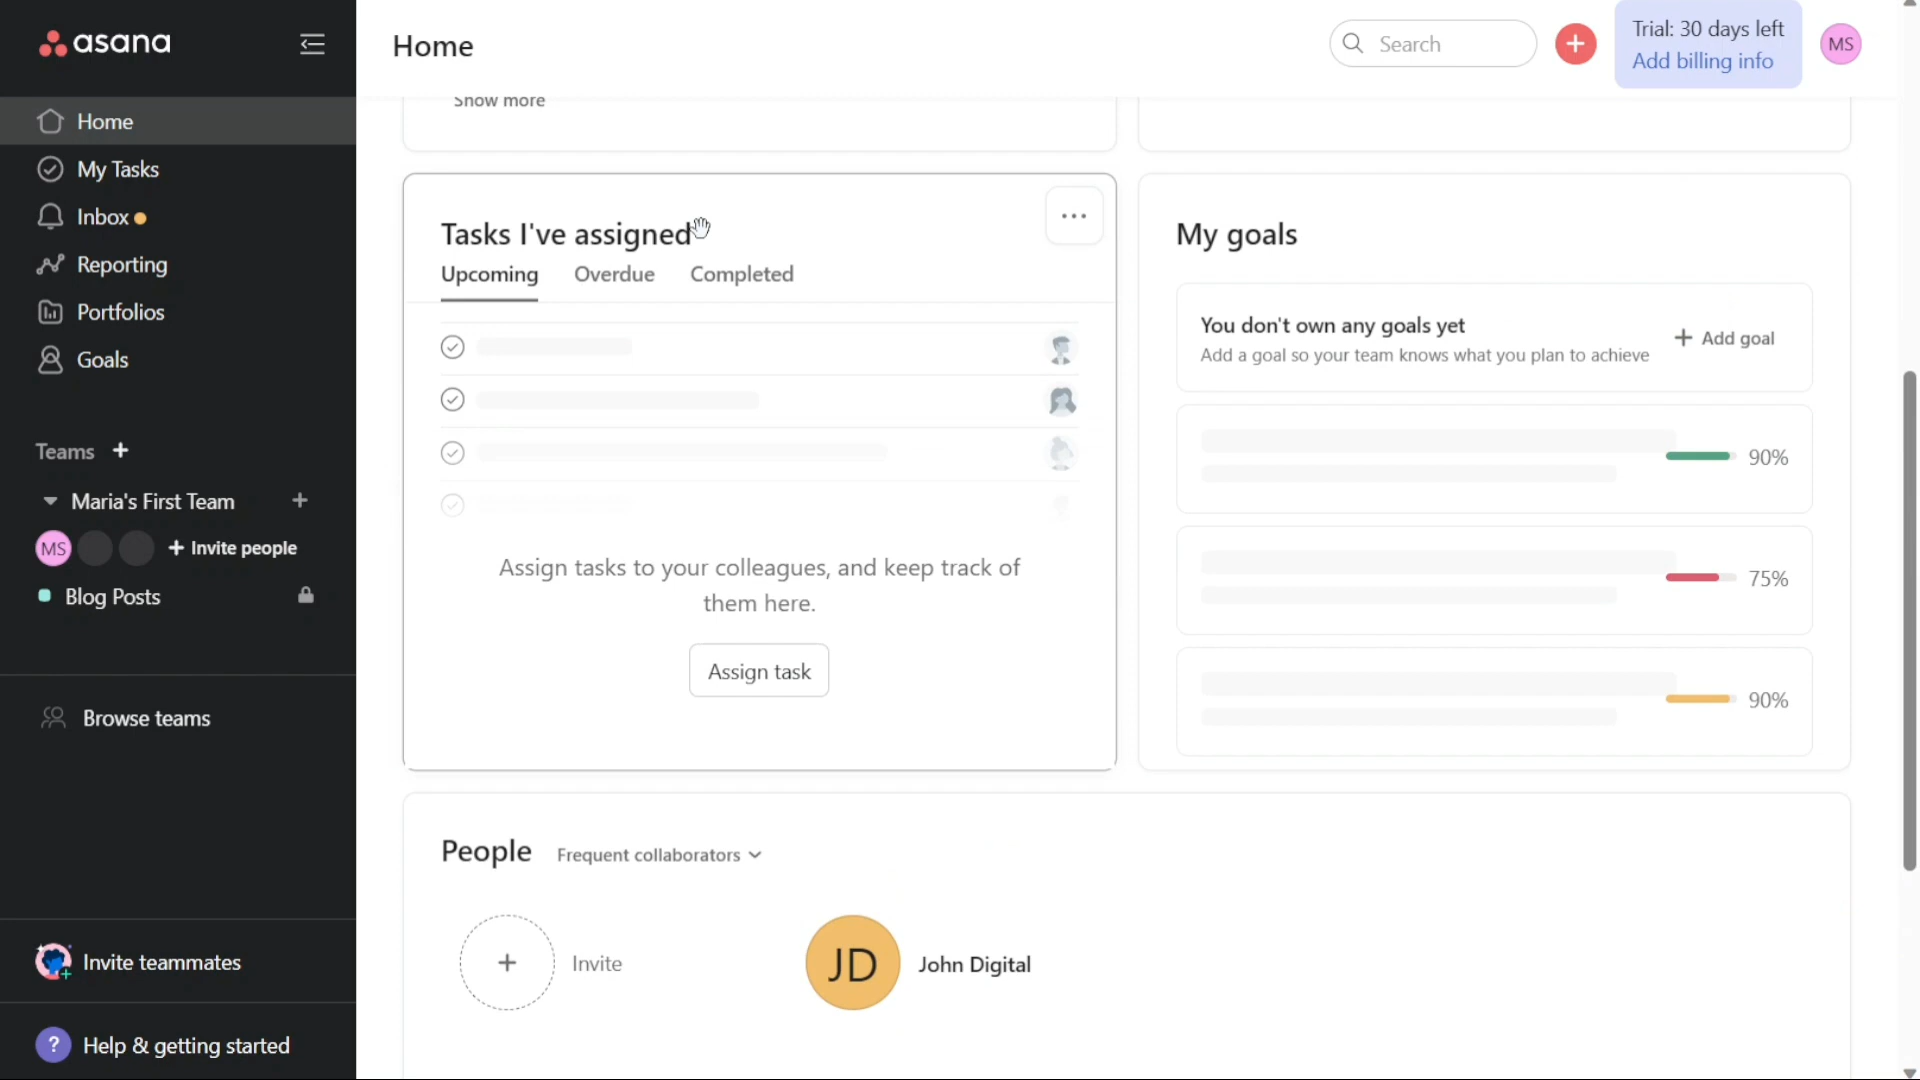 asana
Home
Search
+
Trial: 30 days left
Add billing info
MS
Home
My Tasks
Inbox
Reporting
Portfolios
Goals
Teams +
Maria's First Team +
MS + Invite people
Blog Posts
Browse teams
Invite teammates
? Help & getting started
Show more
Tasks I've assigned
...
Upcoming Overdue Completed
Assign tasks to your colleagues, and keep track of
them here.
Assign task
My goals
You don't own any goals yet
Add a goal so your team knows what you plan to achieve
+ Add goal
90%
75%
90%
People Frequent collaborators
+ Invite
JD John Digital